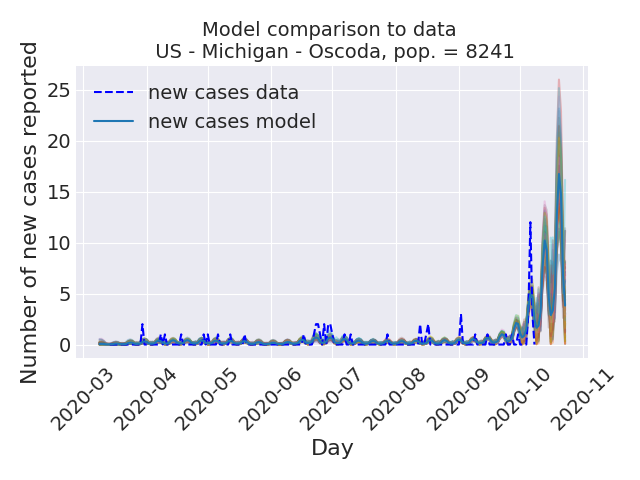 Model comparison to data
US - Michigan - Oscoda, pop. = 8241
Number of new cases reported
25
20
15
10
5
0
new cases data
new cases model
2020-03
2020-04
2020-05
2020-06
2020-07
2020-08
2020-09
2020-10
2020-11
Day